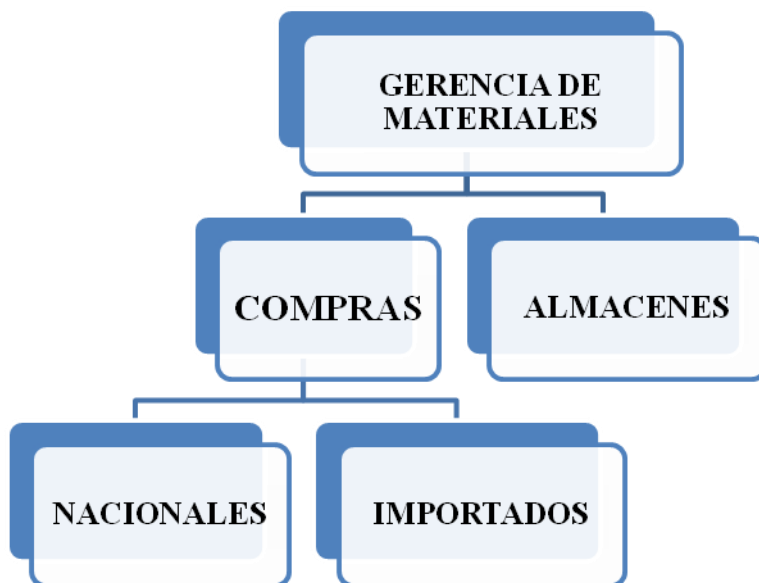 GERENCIA DE
MATERIALES
COMPRAS
ALMACENES
NACIONALES
IMPORTADOS